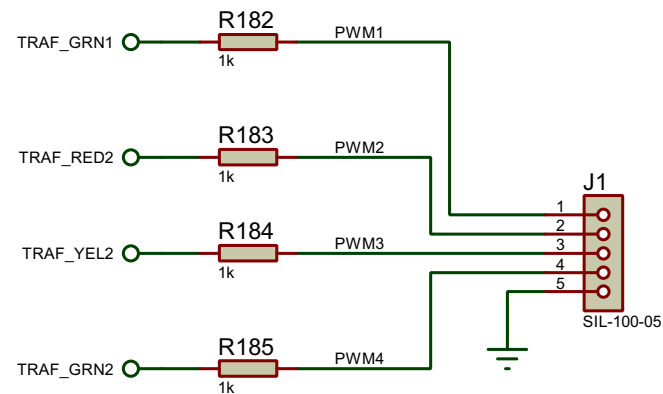 R182
TRAF_GRN1
PWM1
1k
R183
TRAF_RED2
PWM2
1k
J1
1
2
R184
TRAF_YEL2
PWM3
3
1k
4
5
SIL-100-05
R185
TRAF_GRN2
PWM4
1k